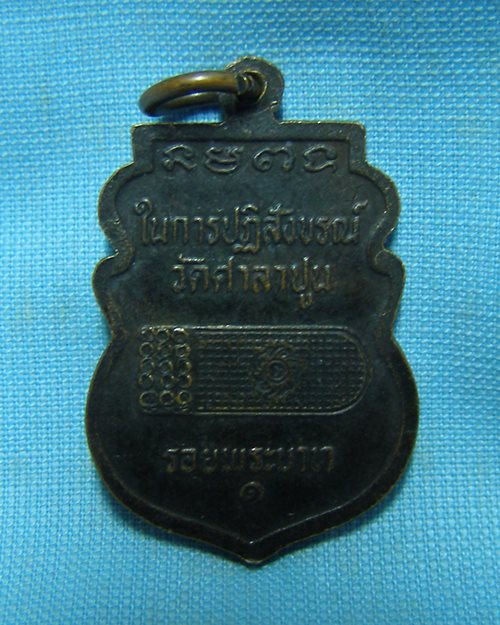 ในการปฏิสังขรณ์
วัดศาลาปูน
รอยพระบาท
๑